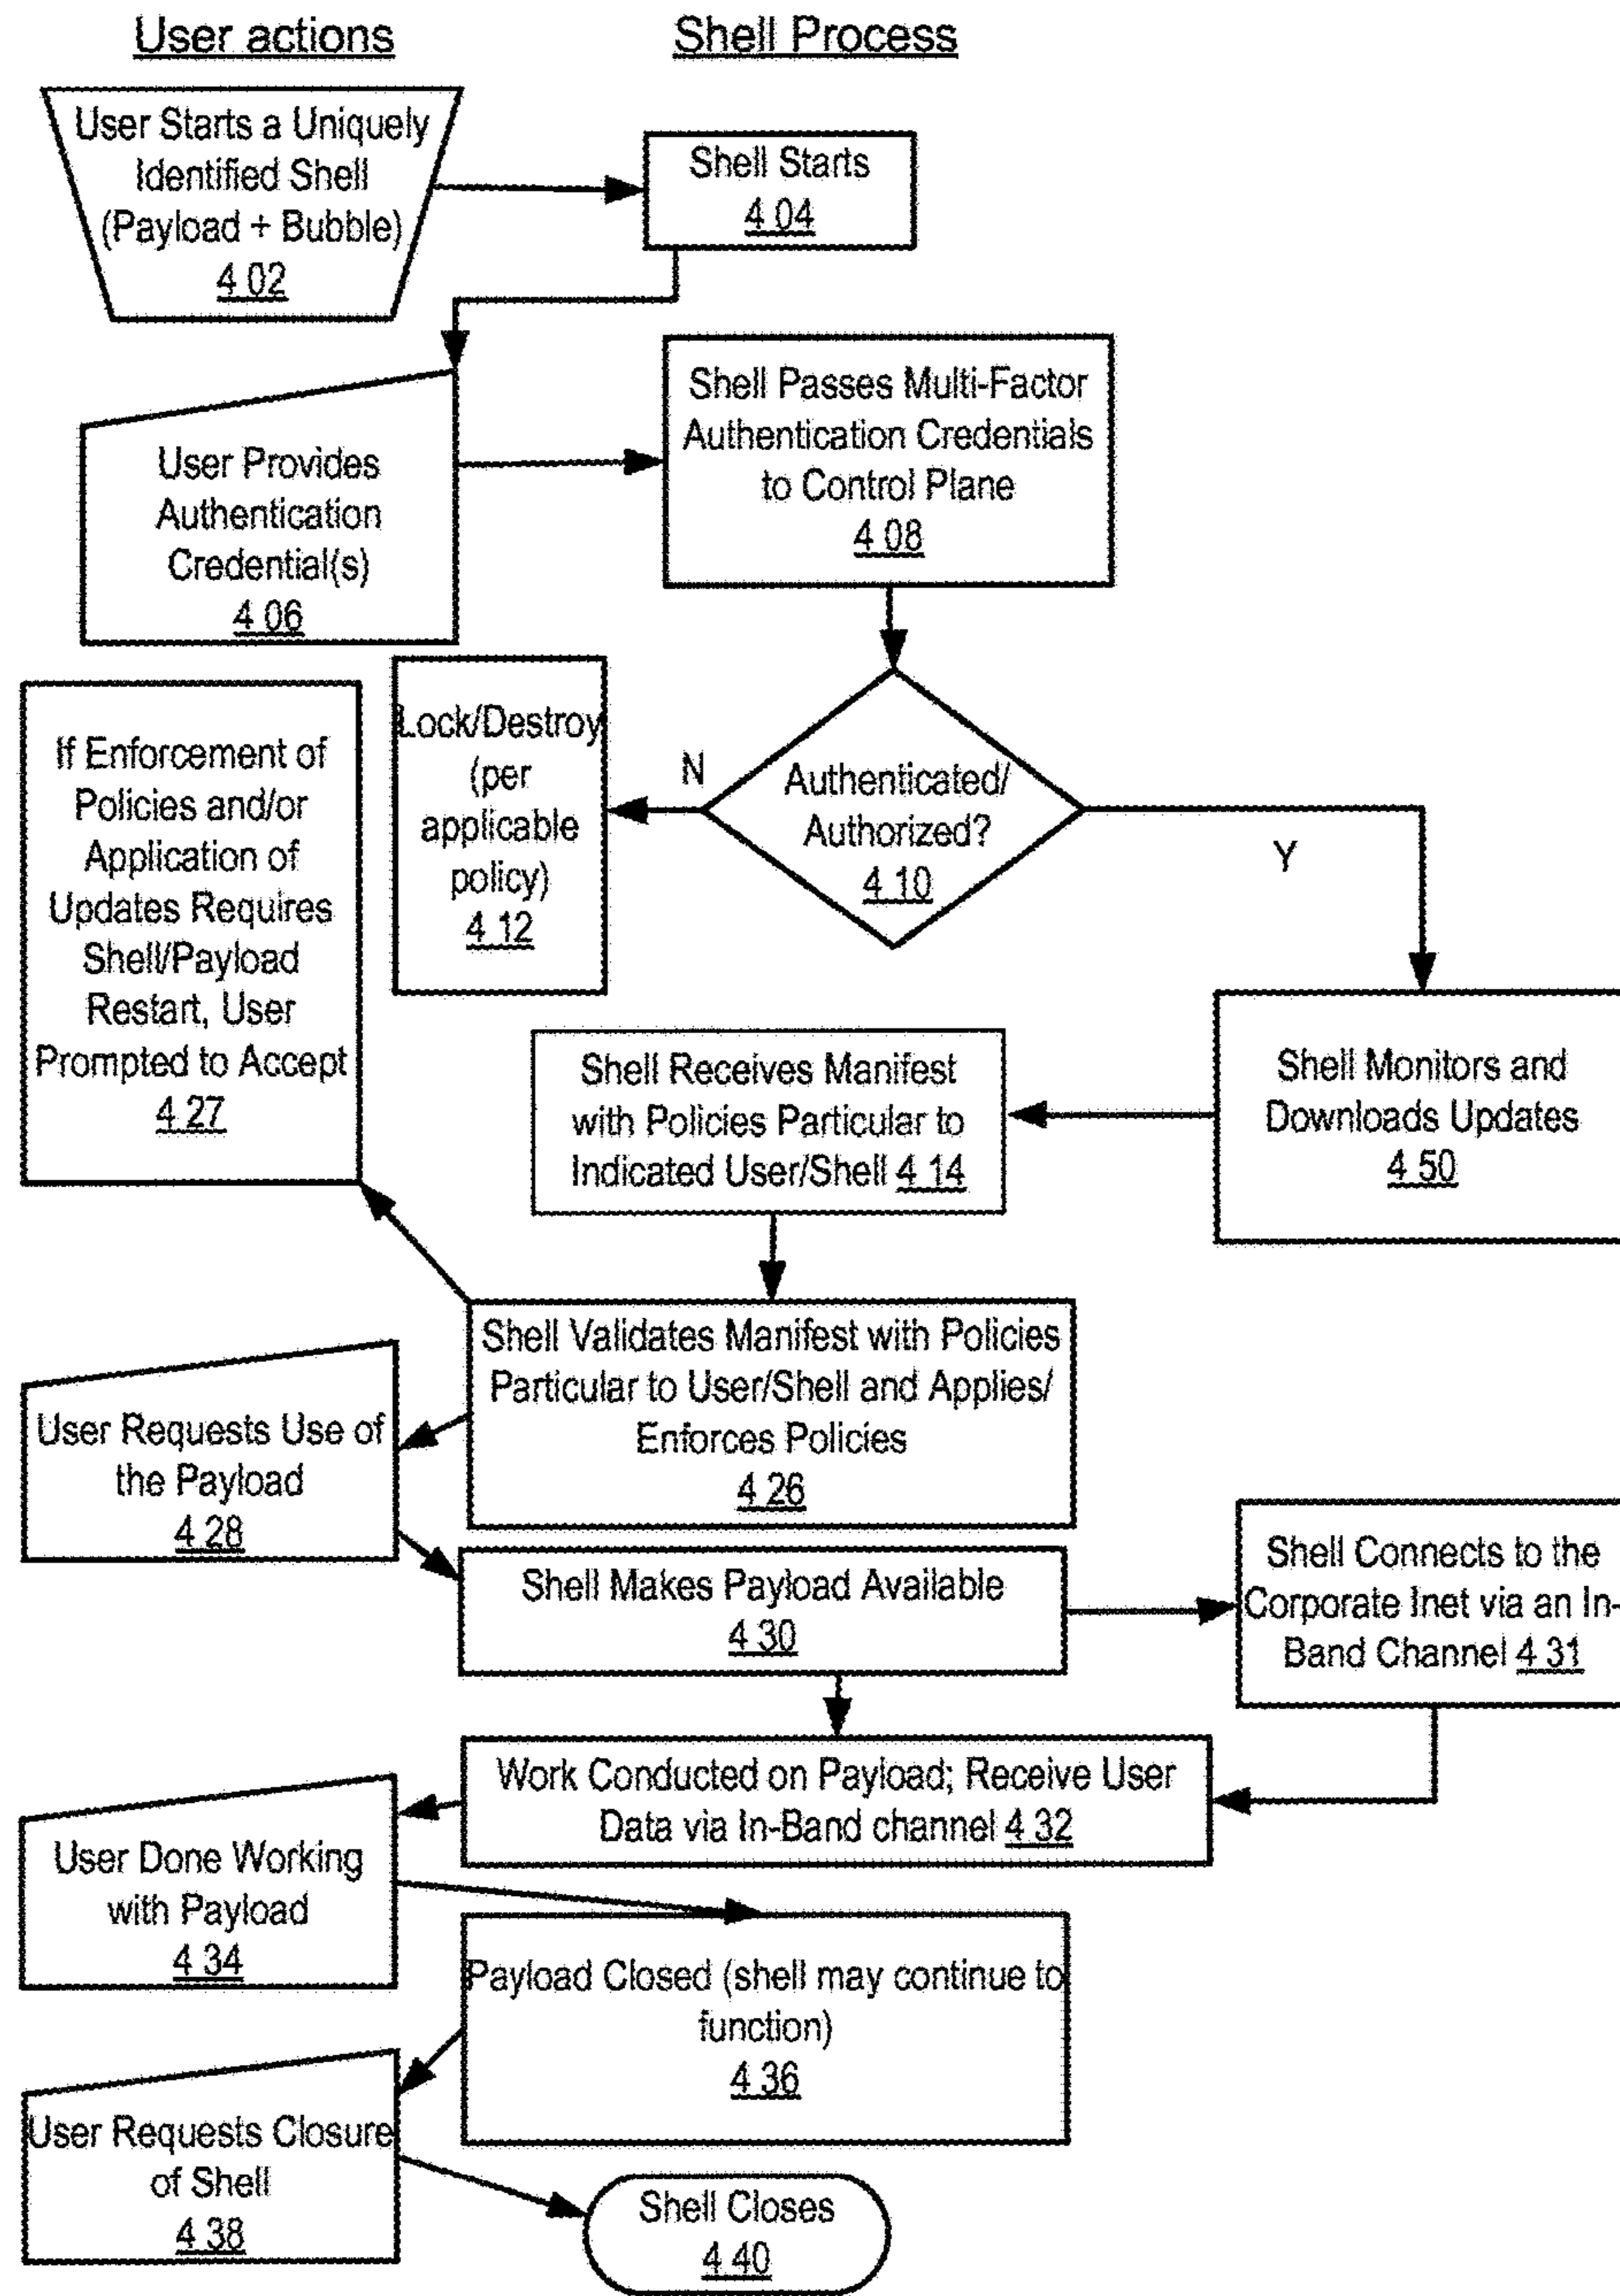 User actions
Shell Process
User Starts a Uniquely
Identified Shell
(Payload + Bubble)
4 02
Shell Starts
4 04
User Provides
Authentication
Credential(s)
4 06
Shell Passes Multi-Factor
Authentication Credentials
to Control Plane
4 08
Authenticated/
Authorized?
4 10
N
Y
Lock/Destroy
(per
applicable
policy)
4 12
If Enforcement of
Policies and/or
Application of
Updates Requires
Shell/Payload
Restart, User
Prompted to Accept
4 27
Shell Monitors and
Downloads Updates
4 50
Shell Receives Manifest
with Policies Particular to
Indicated User/Shell 4 14
Shell Validates Manifest with Policies
Particular to User/Shell and Applies/
Enforces Policies
4 26
User Requests Use of
the Payload
4 28
Shell Makes Payload Available
4 30
Shell Connects to the
Corporate Inet via an In-
Band Channel 4 31
Work Conducted on Payload; Receive User
Data via In-Band channel 4 32
User Done Working
with Payload
4 34
Payload Closed (shell may continue to
function)
4 36
User Requests Closure
of Shell
4 38
Shell Closes
4 40